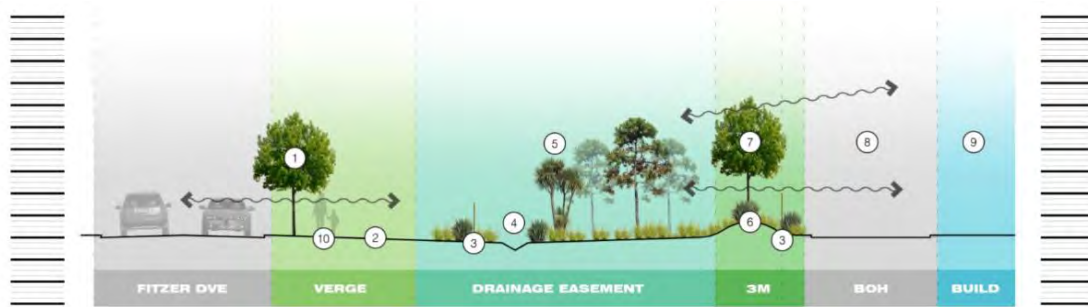 1
5
7
8
9
3
4
10
2
6
3
FITZER DVE
VERGE
DRAINAGE EASEMENT
3M
BOH
BUILD